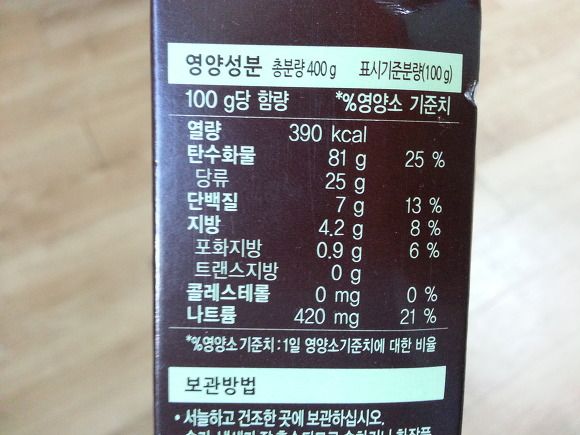 영양성분 총분량 400 g 표시기준분량(100 g)
100 g당 함량 *%영양소 기준치
열량 390 kcal
탄수화물 81 g 25 %
당류 25 g
단백질 7 g 13 %
지방 4.2 g 8 %
포화지방 0.9 g 6 %
트랜스지방 0 g
콜레스테롤 0 mg 0 %
나트륨 420 mg 21 %
*%영양소 기준치 : 1일 영양소기준치에 대한 비율
보관방법
• 서늘하고 건조한 곳에 보관하십시오.